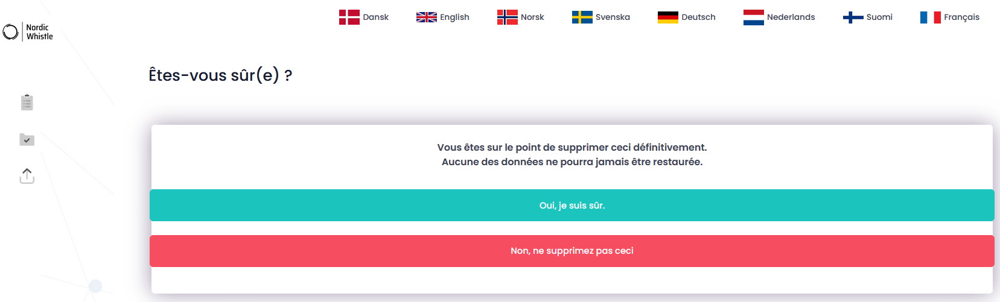 Nordic
Whistle
Dansk English Norsk Svenska Deutsch Nederlands Suomi Français
Êtes-vous sûr(e) ?
Vous êtes sur le point de supprimer ceci définitivement.
Aucune des données ne pourra jamais être restaurée.
Oui, je suis sûr.
Non, ne supprimez pas ceci